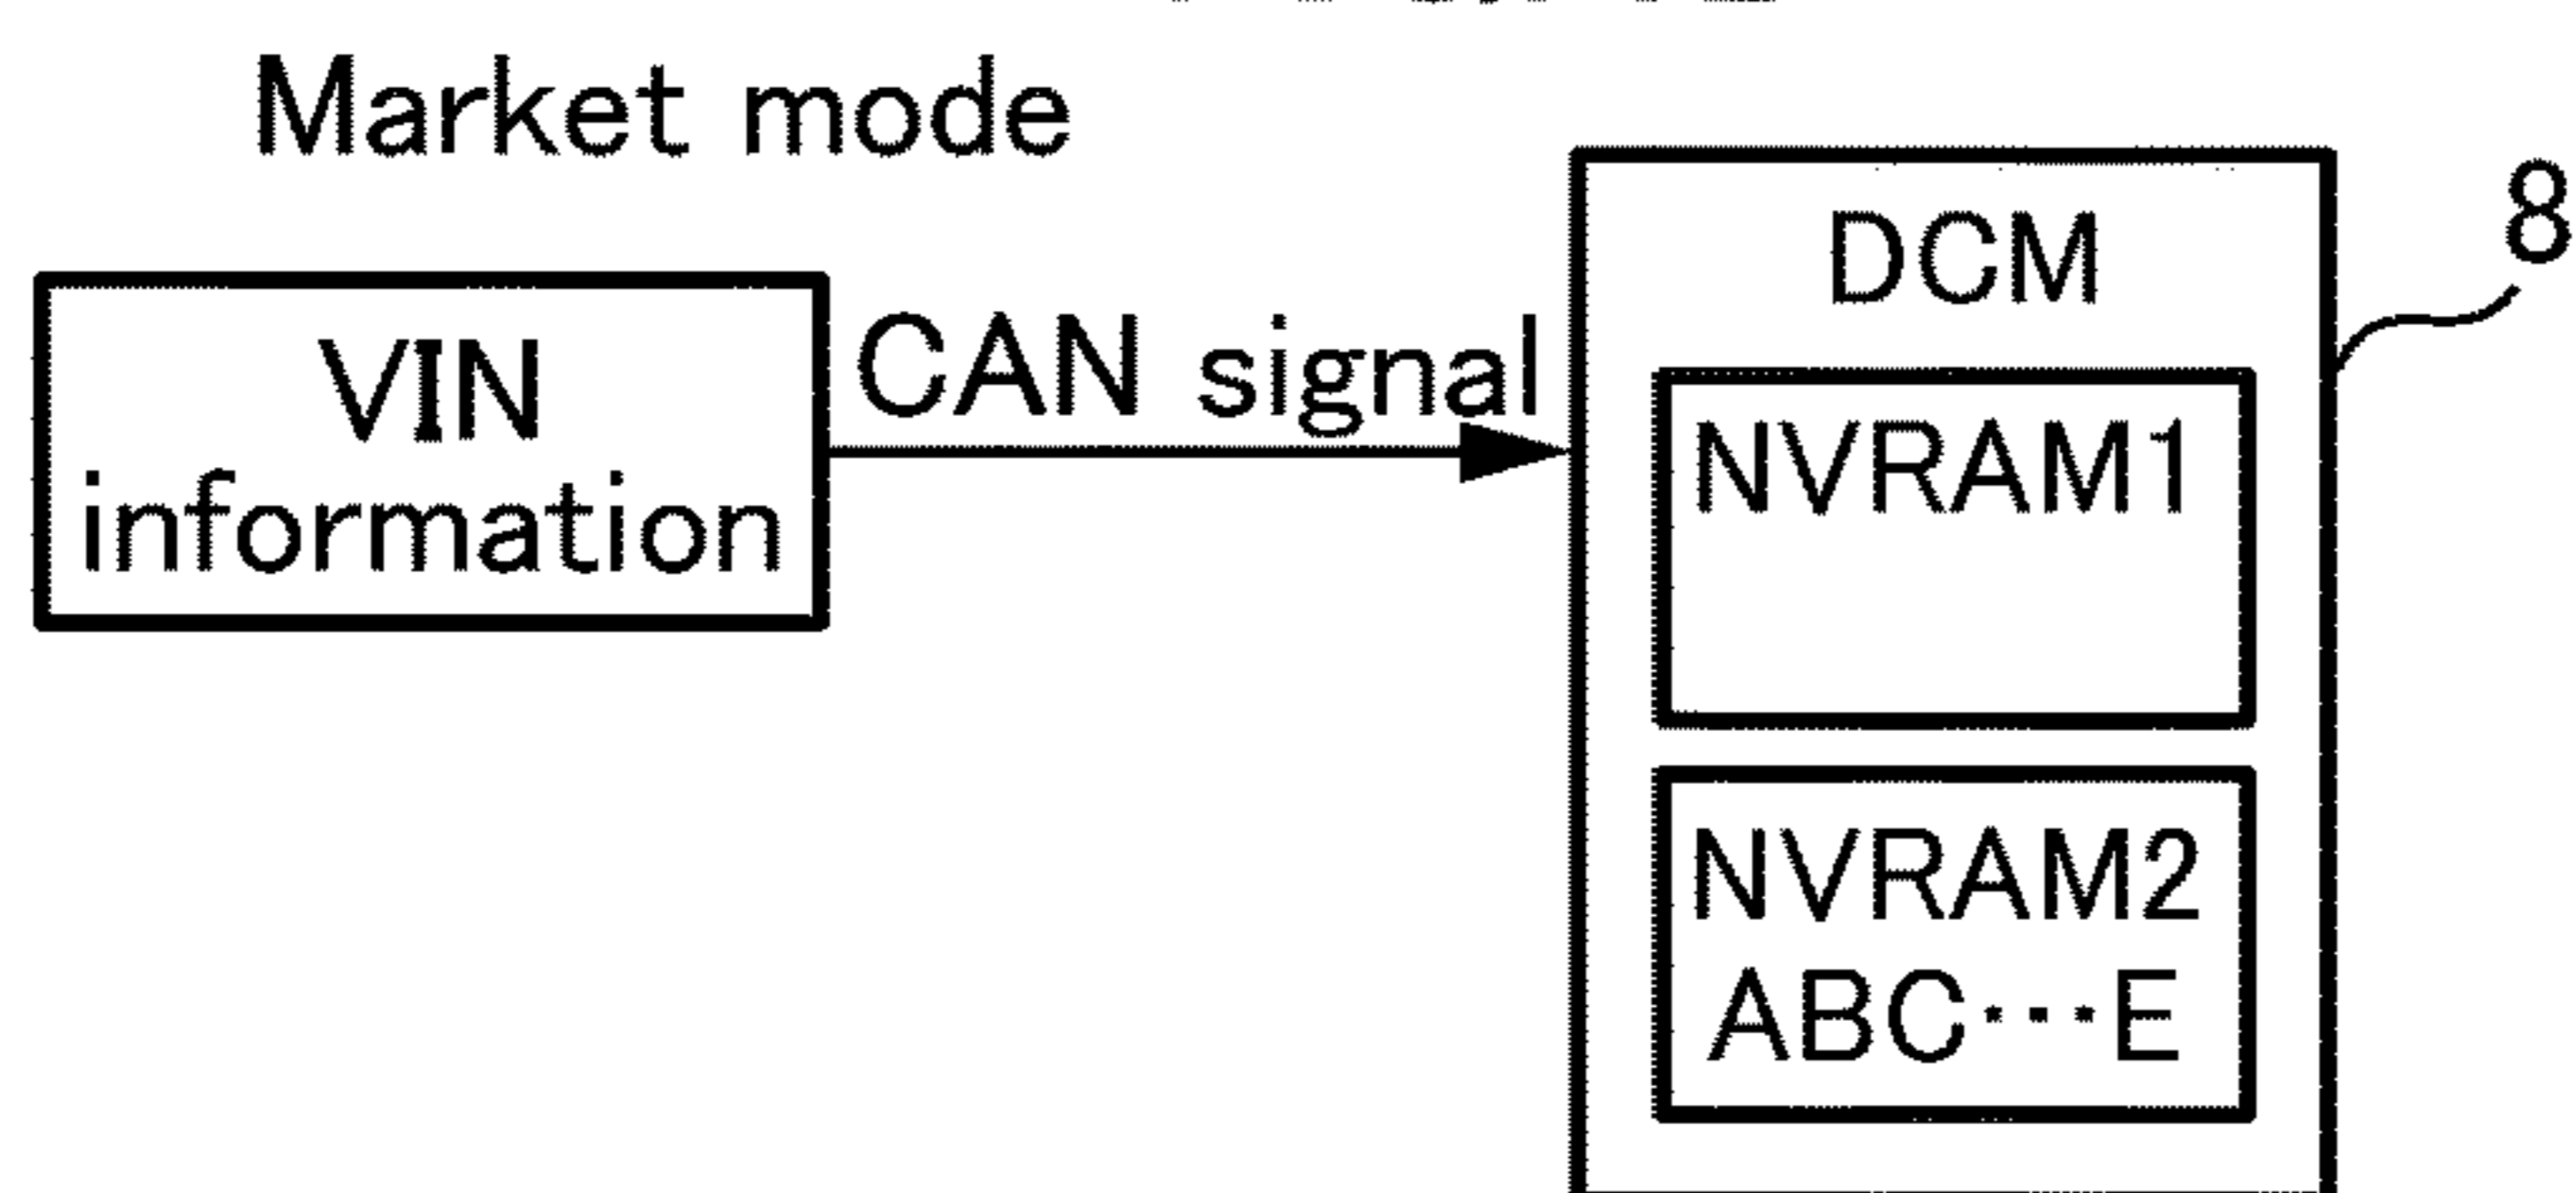 Market mode
8
DCM
CAN signal
VIN
information
NVRAM1
NVRAM2
ABC···E